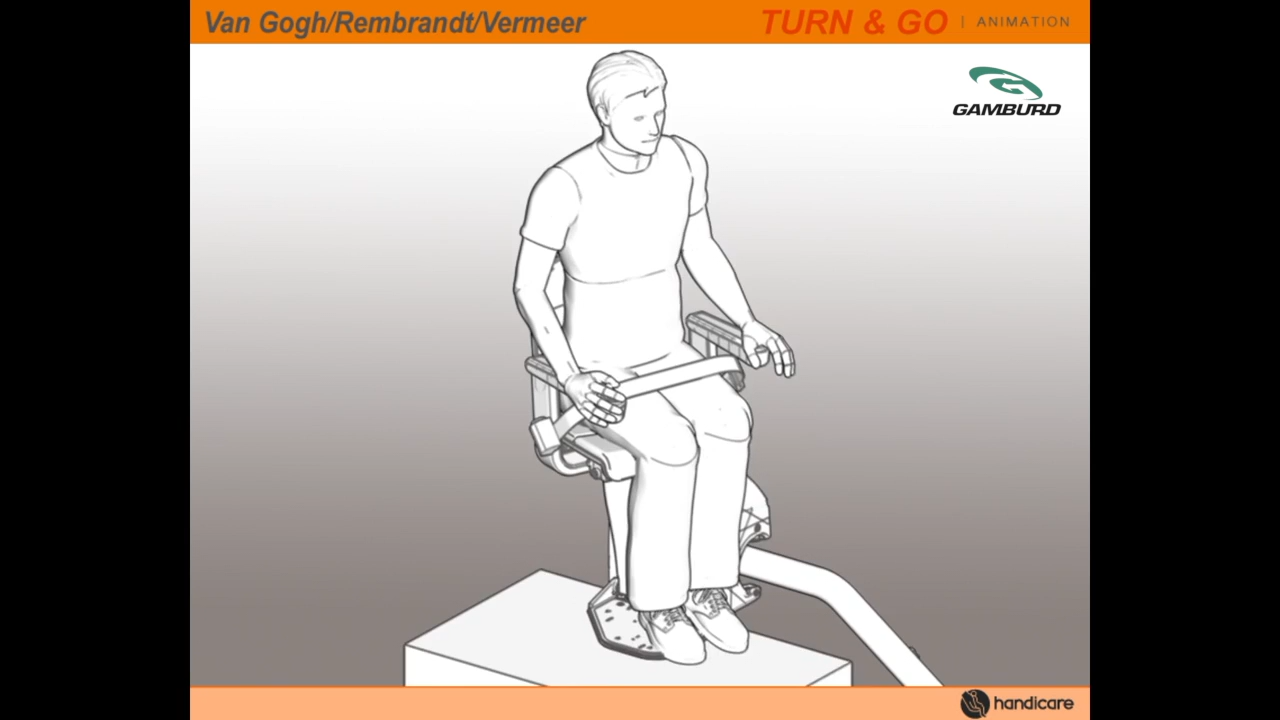 Van Gogh/Rembrandt/Vermeer
TURN & GO | ANIMATION
GAMBURD
handicare